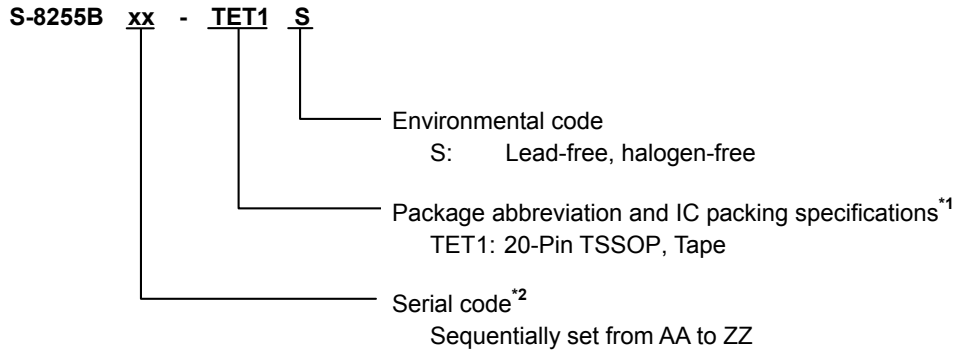 S-8255B xx - TET1 S
Environmental code
S: Lead-free, halogen-free
Package abbreviation and IC packing specifications*1
TET1: 20-Pin TSSOP, Tape
Serial code*2
Sequentially set from AA to ZZ